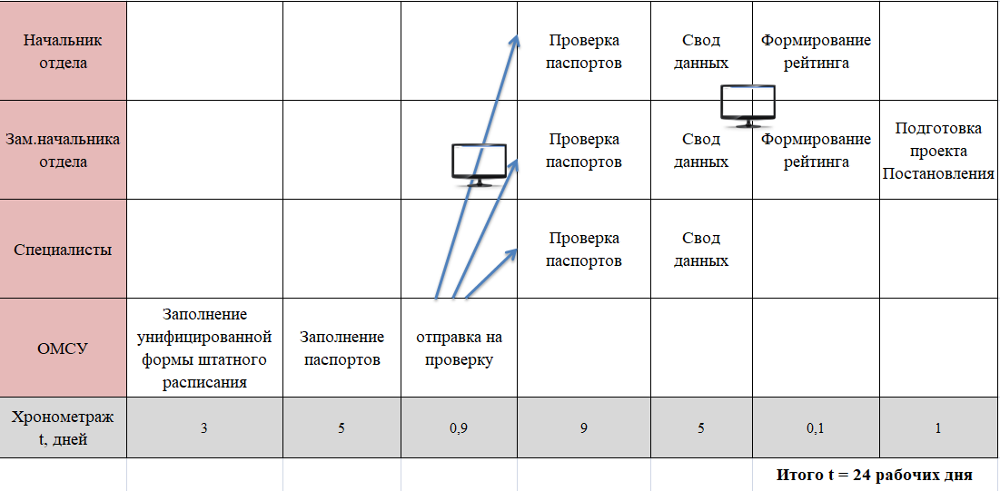 Начальник
отдела
Проверка
паспортов
Свод
данных
Формирование
рейтинга
Зам.начальника
отдела
Проверка
паспортов
Свод
данных
Формирование
рейтинга
Подготовка
проекта
Постановления
Специалисты
Проверка
паспортов
Свод
данных
ОМСУ
Заполнение
унифицированной
формы штатного
расписания
Заполнение
паспортов
отправка на
проверку
Хронометраж
t, дней
3
5
0,9
9
5
0,1
1
Итого t = 24 рабочих дня